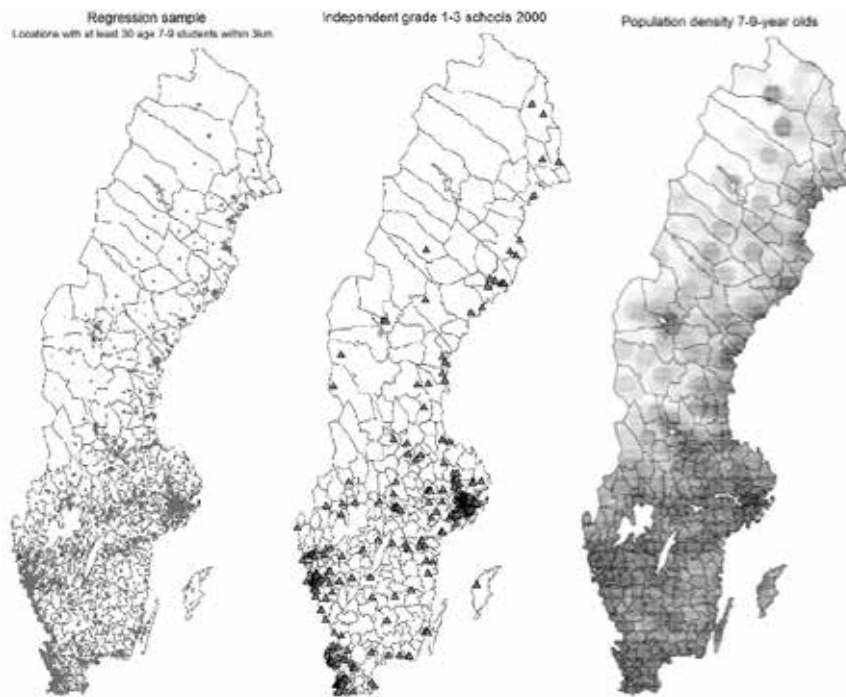 Regression sample
Locations with at least 30 age 7-9 students within 3km
Independent grade 1-3 schools 2000
Population density 7-9-year olds